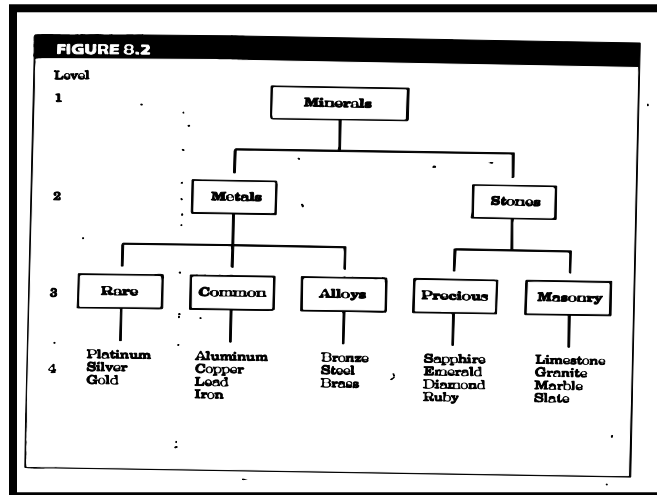 FIGURE 8.2
Level
1
Minerals
2
Metals
Stones
3
Rare
Common
Alloys
Precious
Masonry
4
Platinum
Silver
Gold
Aluminum
Copper
Lead
Iron
Bronze
Steel
Brass
Sapphire
Emerald
Diamond
Ruby
Limestone
Granite
Marble
Slate